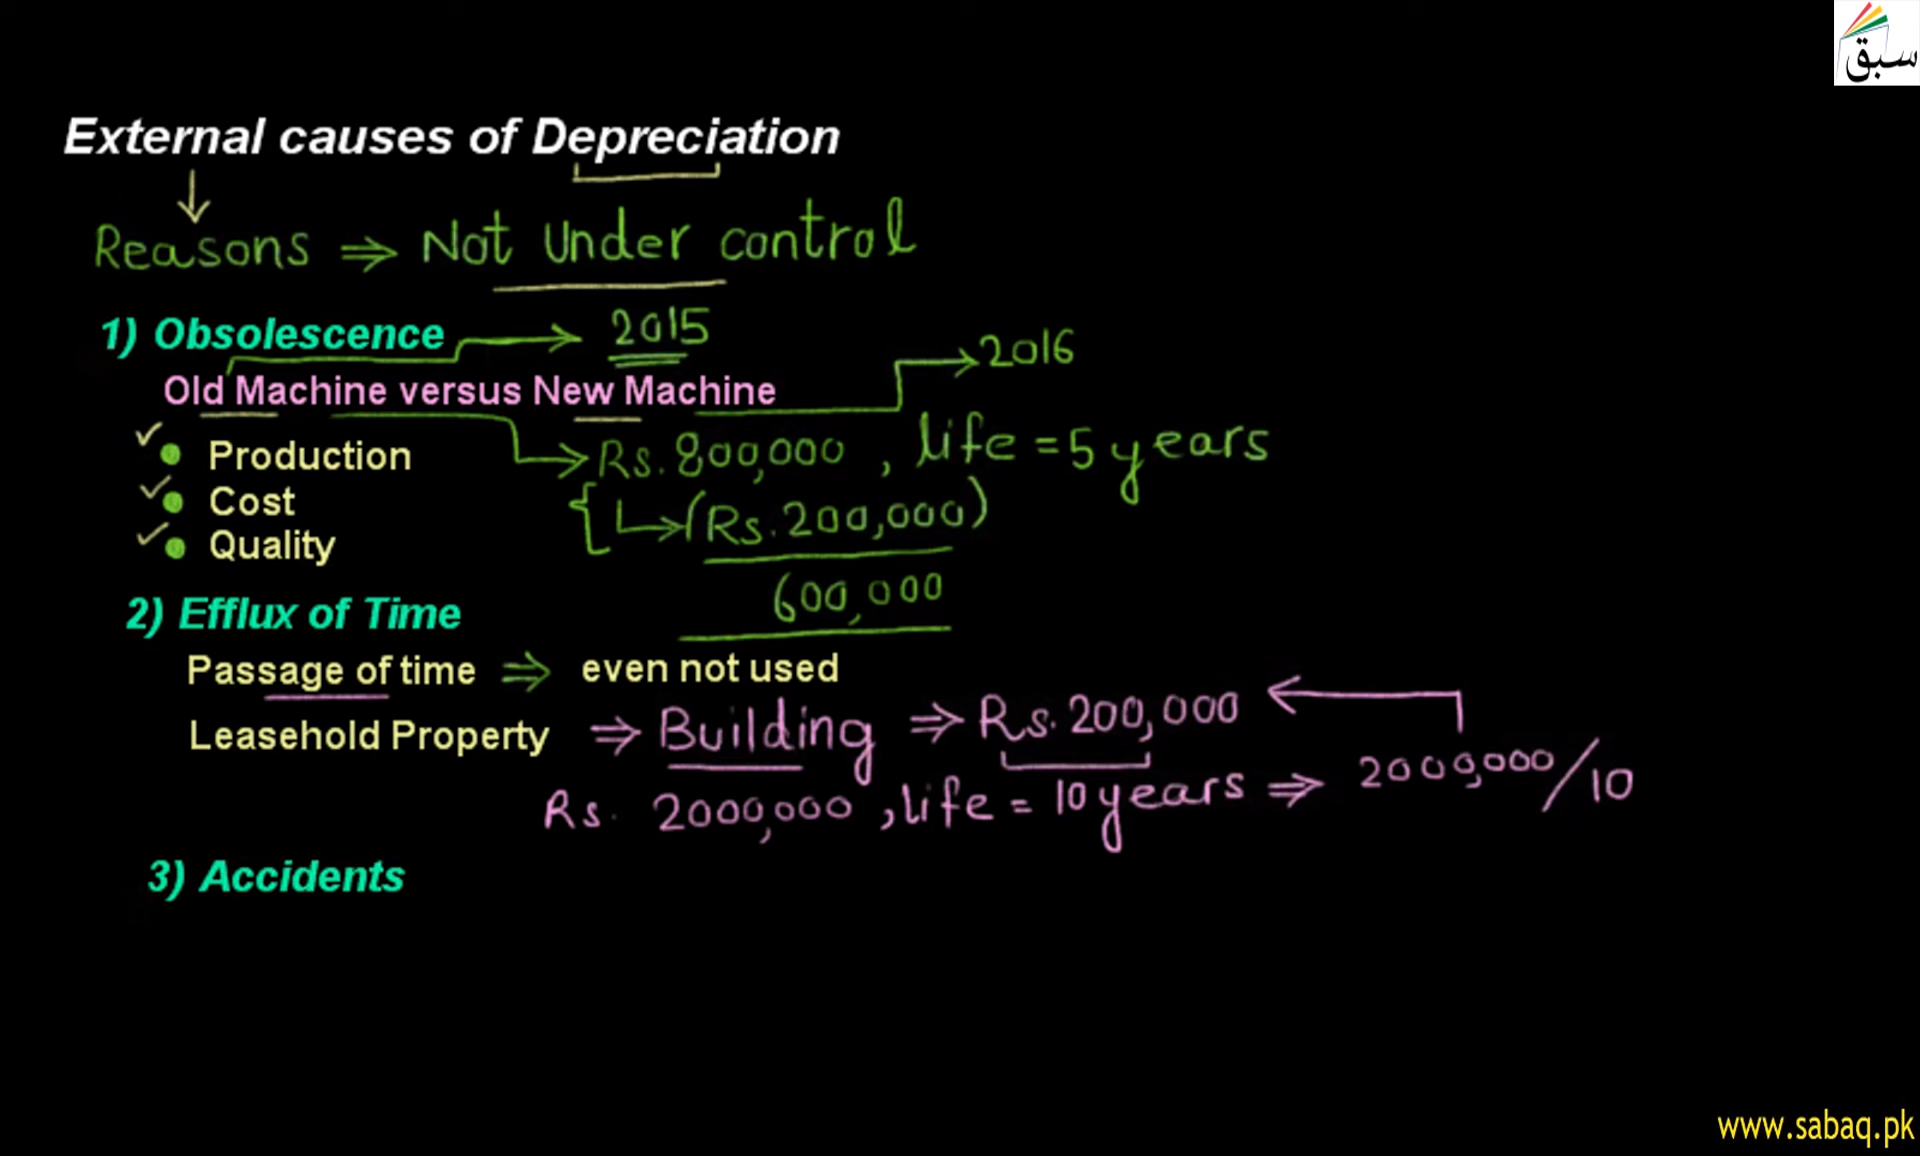 سبق
External causes of Depreciation
Reasons ⇒ Not Under control
1) Obsolescence → 2015
→ 2016
Old Machine versus New Machine
• Production → Rs. 800,000 , life = 5 years
• Cost → (Rs. 200,000)
• Quality
600,000
2) Efflux of Time
Passage of time ⇒ even not used
Leasehold Property ⇒ Building ⇒ Rs. 200,000
Rs. 2000,000 , life = 10 years ⇒ 2000,000/10
3) Accidents
www.sabaq.pk